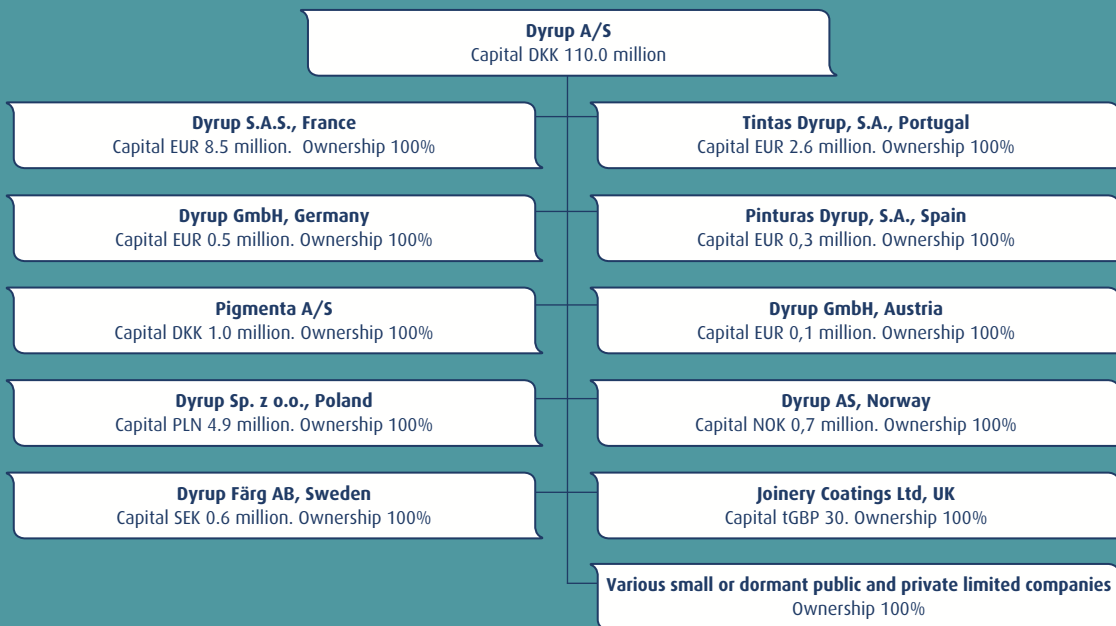 Dyrup A/S
Capital DKK 110.0 million
Dyrup S.A.S., France
Capital EUR 8.5 million. Ownership 100%
Tintas Dyrup, S.A., Portugal
Capital EUR 2.6 million. Ownership 100%
Dyrup GmbH, Germany
Capital EUR 0.5 million. Ownership 100%
Pinturas Dyrup, S.A., Spain
Capital EUR 0,3 million. Ownership 100%
Pigmenta A/S
Capital DKK 1.0 million. Ownership 100%
Dyrup GmbH, Austria
Capital EUR 0,1 million. Ownership 100%
Dyrup Sp. z o.o., Poland
Capital PLN 4.9 million. Ownership 100%
Dyrup AS, Norway
Capital NOK 0,7 million. Ownership 100%
Dyrup Färg AB, Sweden
Capital SEK 0.6 million. Ownership 100%
Joinery Coatings Ltd, UK
Capital tGBP 30. Ownership 100%
Various small or dormant public and private limited companies
Ownership 100%